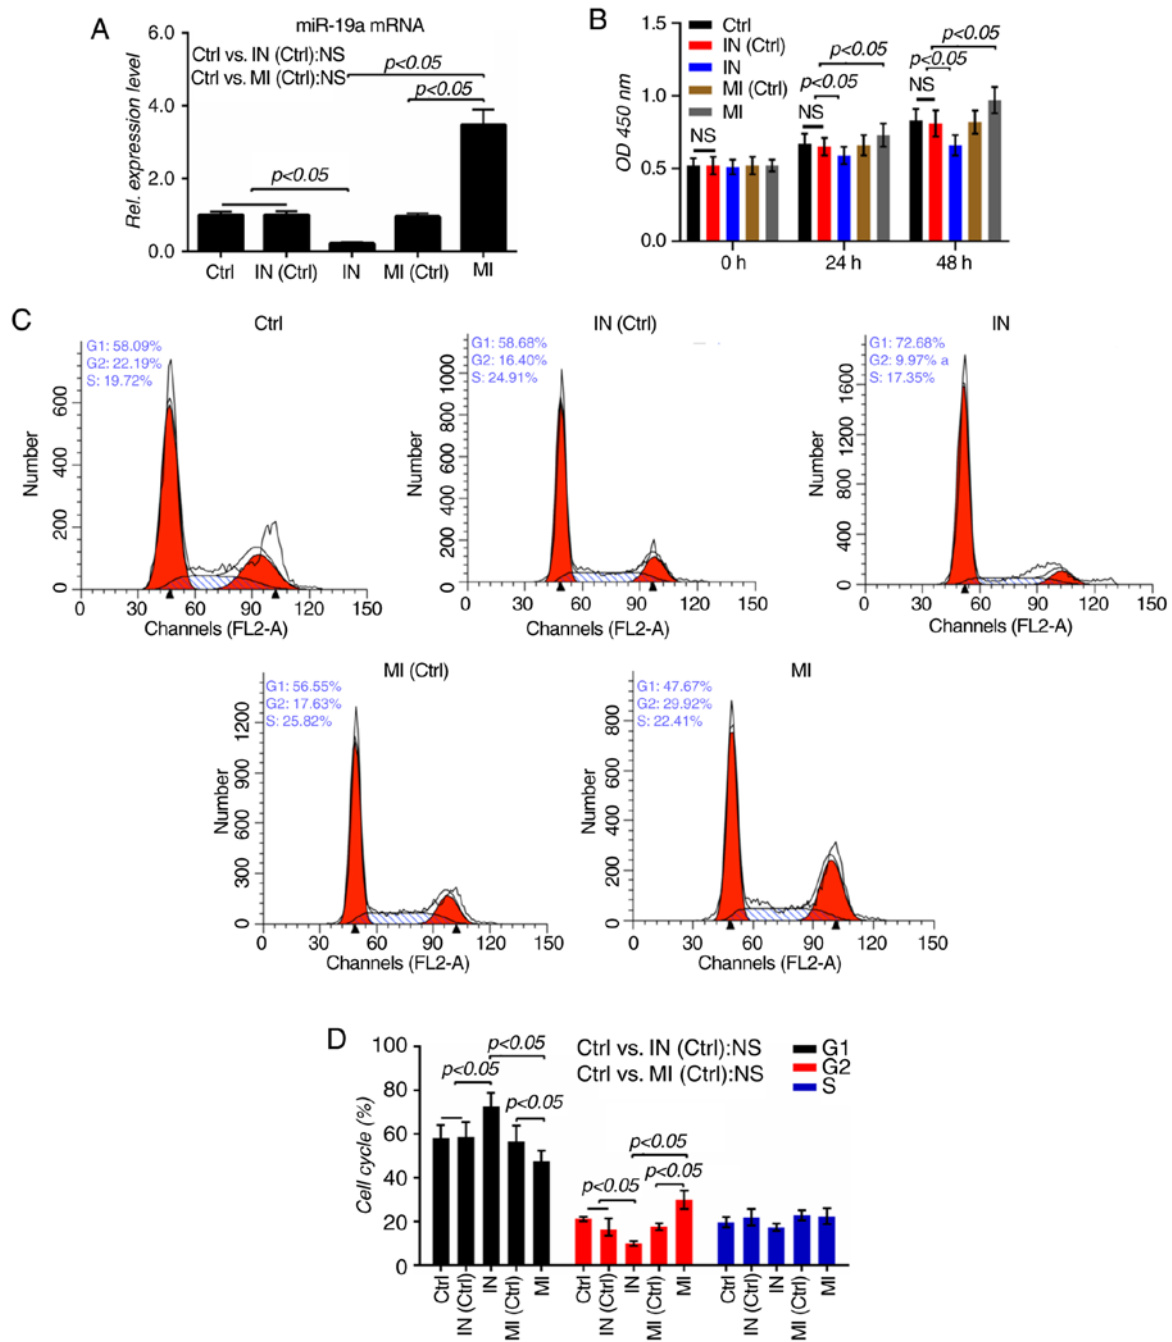 A
miR-19a mRNA
Rel. expression level
6.0
4.0
2.0
0.0
Ctrl vs. IN (Ctrl):NS
Ctrl vs. MI (Ctrl):NS
p<0.05
p<0.05
p<0.05
Ctrl IN (Ctrl) IN MI (Ctrl) MI
B
OD 450 nm
1.5
1.0
0.5
0.0
Ctrl
IN (Ctrl)
IN
MI (Ctrl)
MI
NS
NS
p<0.05
p<0.05
NS
p<0.05
p<0.05
0 h 24 h 48 h
C
Ctrl
G1: 58.09%
G2: 22.19%
S: 19.72%
Number
600
400
200
0
0 30 60 90 120 150
Channels (FL2-A)
IN (Ctrl)
G1: 58.68%
G2: 16.40%
S: 24.91%
Number
1000
800
600
400
200
0
0 30 60 90 120 150
Channels (FL2-A)
IN
G1: 72.68%
G2: 9.97% a
S: 17.35%
Number
1600
1200
800
400
0
0 30 60 90 120 150
Channels (FL2-A)
MI (Ctrl)
G1: 56.55%
G2: 17.63%
S: 25.82%
Number
1200
900
600
300
0
0 30 60 90 120 150
Channels (FL2-A)
MI
G1: 47.67%
G2: 29.92%
S: 22.41%
Number
800
600
400
200
0
0 30 60 90 120 150
Channels (FL2-A)
D
Cell cycle (%)
100
80
60
40
20
0
Ctrl vs. IN (Ctrl):NS
Ctrl vs. MI (Ctrl):NS
G1
G2
S
p<0.05
p<0.05
p<0.05
p<0.05
p<0.05
p<0.05
Ctrl
IN (Ctrl)
IN
MI (Ctrl)
MI
Ctrl
IN (Ctrl)
IN
MI (Ctrl)
MI
Ctrl
IN (Ctrl)
IN
MI (Ctrl)
MI